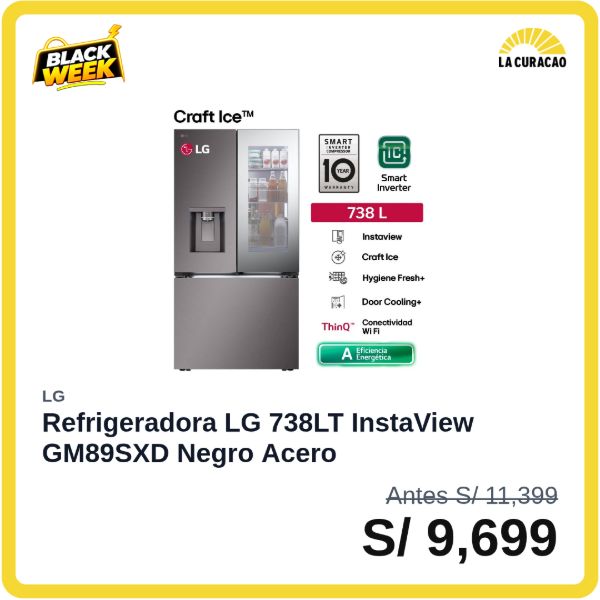 BLACK
WEEK
LA CURACAO
Craft Ice™
LG
SMART
INVERTER
COMPRESSOR
10
YEAR
WARRANTY
Smart
Inverter
738 L
Instaview
Craft Ice
Hygiene Fresh+
Door Cooling+
ThinQ™ Conectividad
Wi Fi
A Eficiencia
Energética
LG
Refrigeradora LG 738LT InstaView
GM89SXD Negro Acero
Antes S/ 11,399
S/ 9,699